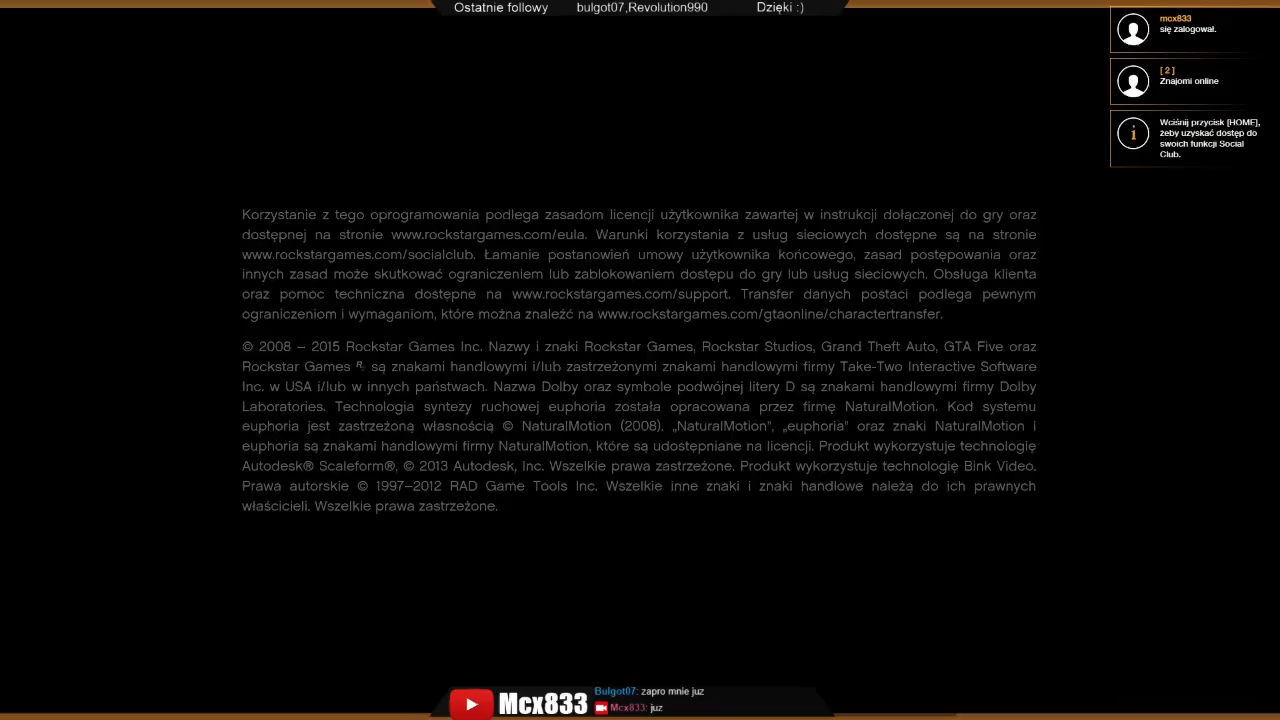 Ostatnie followy bulgot07,Revolution990 Dzięki :)
mcx833
się zalogował.
[ 2 ]
Znajomi online
Wciśnij przycisk [HOME],
żeby uzyskać dostęp do
swoich funkcji Social
Club.
Korzystanie z tego oprogramowania podlega zasadom licencji użytkownika zawartej w instrukcji dołączonej do gry oraz
dostępnej na stronie www.rockstargames.com/eula. Warunki korzystania z usług sieciowych dostępne są na stronie
www.rockstargames.com/socialclub. Łamanie postanowień umowy użytkownika końcowego, zasad postępowania oraz
innych zasad może skutkować ograniczeniem lub zablokowaniem dostępu do gry lub usług sieciowych. Obsługa klienta
oraz pomoc techniczna dostępne na www.rockstargames.com/support. Transfer danych postaci podlega pewnym
ograniczeniom i wymaganiom, które można znaleźć na www.rockstargames.com/gtaonline/charactertransfer.
© 2008 – 2015 Rockstar Games Inc. Nazwy i znaki Rockstar Games, Rockstar Studios, Grand Theft Auto, GTA Five oraz
Rockstar Games R* są znakami handlowymi i/lub zastrzeżonymi znakami handlowymi firmy Take-Two Interactive Software
Inc. w USA i/lub w innych państwach. Nazwa Dolby oraz symbole podwójnej litery D są znakami handlowymi firmy Dolby
Laboratories. Technologia syntezy ruchowej euphoria została opracowana przez firmę NaturalMotion. Kod systemu
euphoria jest zastrzeżoną własnością © NaturalMotion (2008). „NaturalMotion", „euphoria" oraz znaki NaturalMotion i
euphoria są znakami handlowymi firmy NaturalMotion, które są udostępniane na licencji. Produkt wykorzystuje technologię
Autodesk® Scaleform®, © 2013 Autodesk, Inc. Wszelkie prawa zastrzeżone. Produkt wykorzystuje technologię Bink Video.
Prawa autorskie © 1997–2012 RAD Game Tools Inc. Wszelkie inne znaki i znaki handlowe należą do ich prawnych
właścicieli. Wszelkie prawa zastrzeżone.
Mcx833
Bulgot07: zapro mnie juz
Mcx833: juz